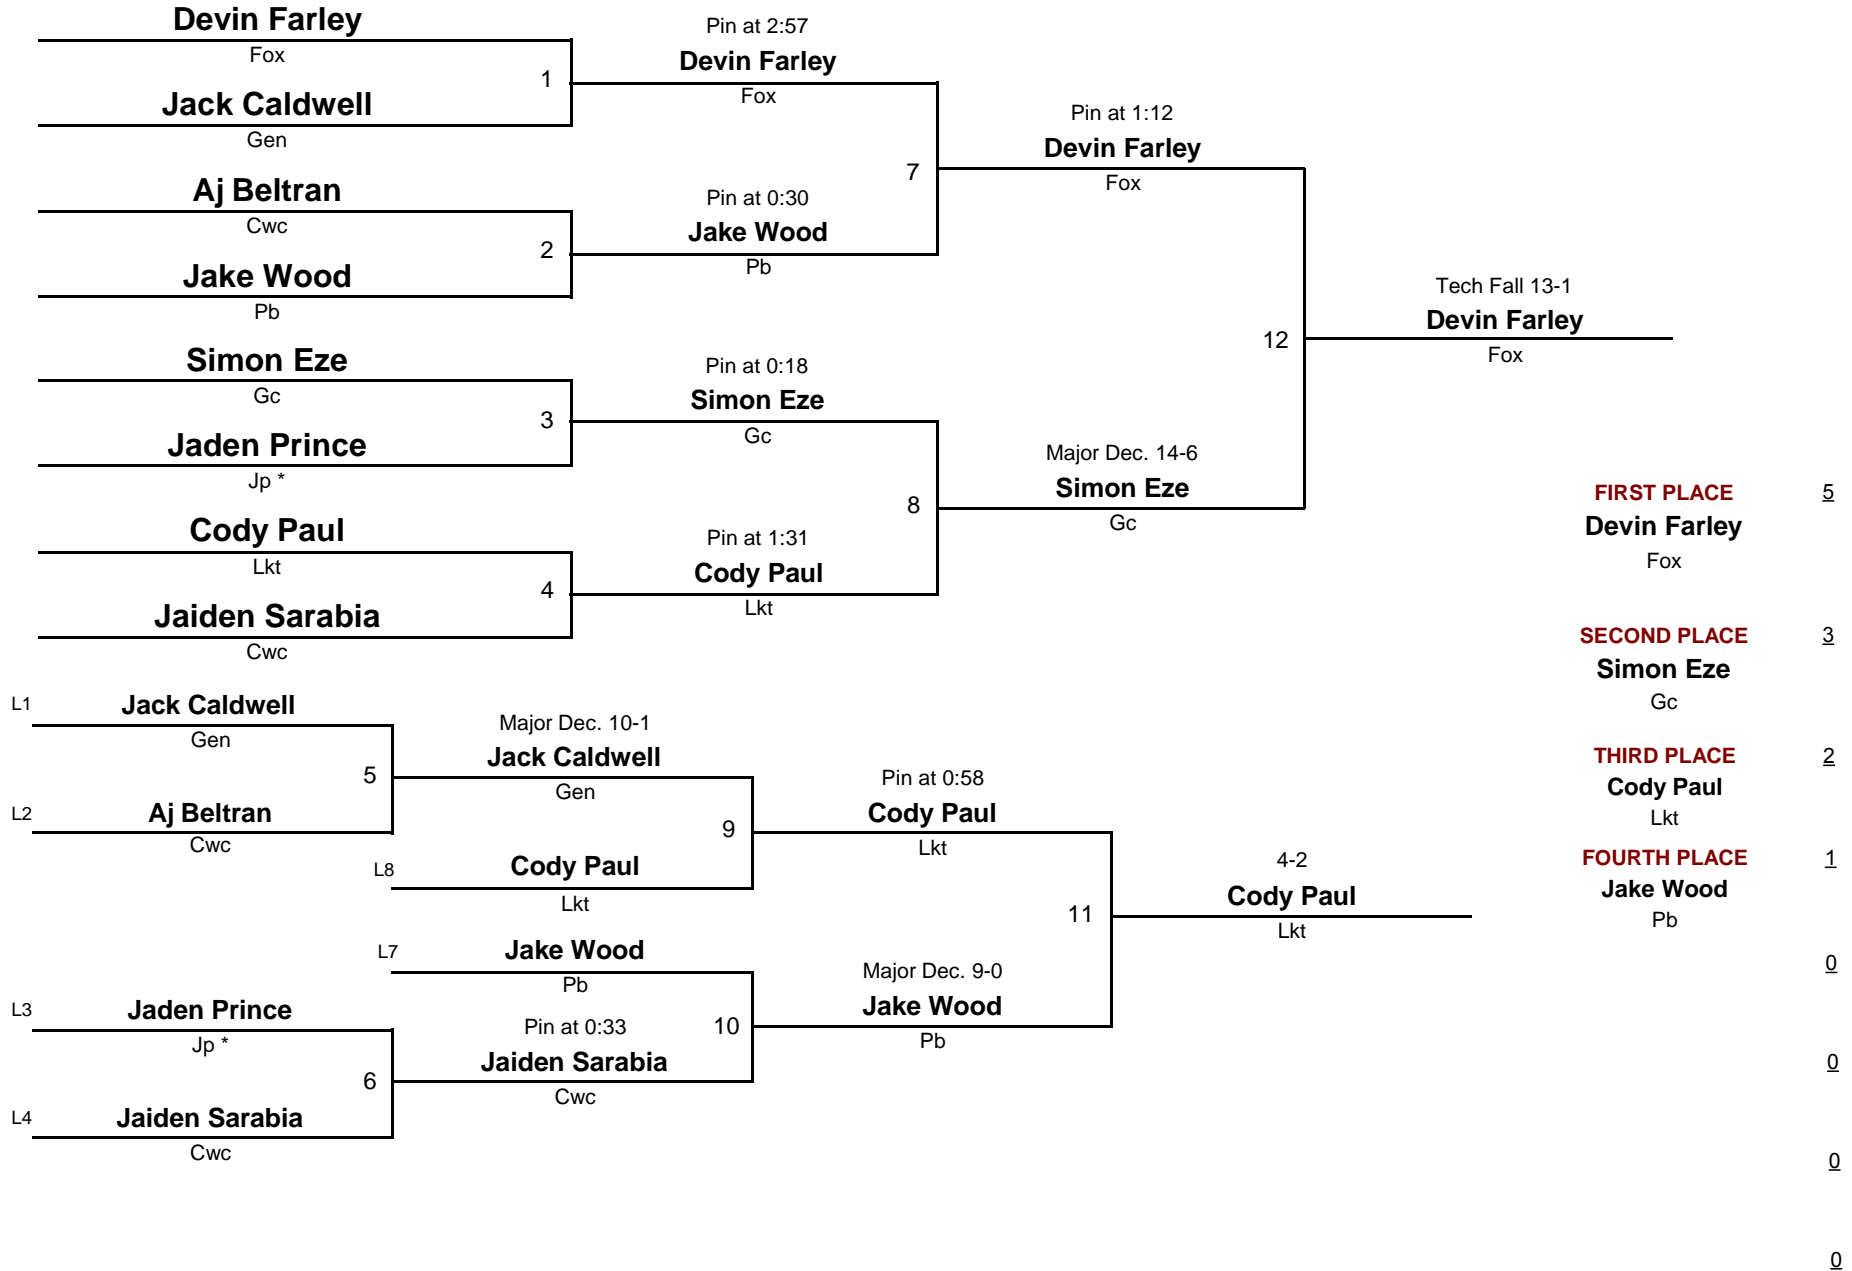 Devin Farley
Fox
1
Jack Caldwell
Gen
Pin at 2:57
Devin Farley
Fox
Aj Beltran
Cwc
2
Jake Wood
Pb
Pin at 0:30
Jake Wood
Pb
7
Pin at 1:12
Devin Farley
Fox
Simon Eze
Gc
3
Jaden Prince
Jp *
Pin at 0:18
Simon Eze
Gc
Cody Paul
Lkt
4
Jaiden Sarabia
Cwc
Pin at 1:31
Cody Paul
Lkt
8
Major Dec. 14-6
Simon Eze
Gc
12
Tech Fall 13-1
Devin Farley
Fox
L1
Jack Caldwell
Gen
5
L2
Aj Beltran
Cwc
Major Dec. 10-1
Jack Caldwell
Gen
9
L8
Cody Paul
Lkt
Pin at 0:58
Cody Paul
Lkt
L7
Jake Wood
Pb
L3
Jaden Prince
Jp *
6
L4
Jaiden Sarabia
Cwc
Pin at 0:33
Jaiden Sarabia
Cwc
10
Major Dec. 9-0
Jake Wood
Pb
11
4-2
Cody Paul
Lkt
FIRST PLACE 5
Devin Farley
Fox
SECOND PLACE 3
Simon Eze
Gc
THIRD PLACE 2
Cody Paul
Lkt
FOURTH PLACE 1
Jake Wood
Pb
0
0
0
0